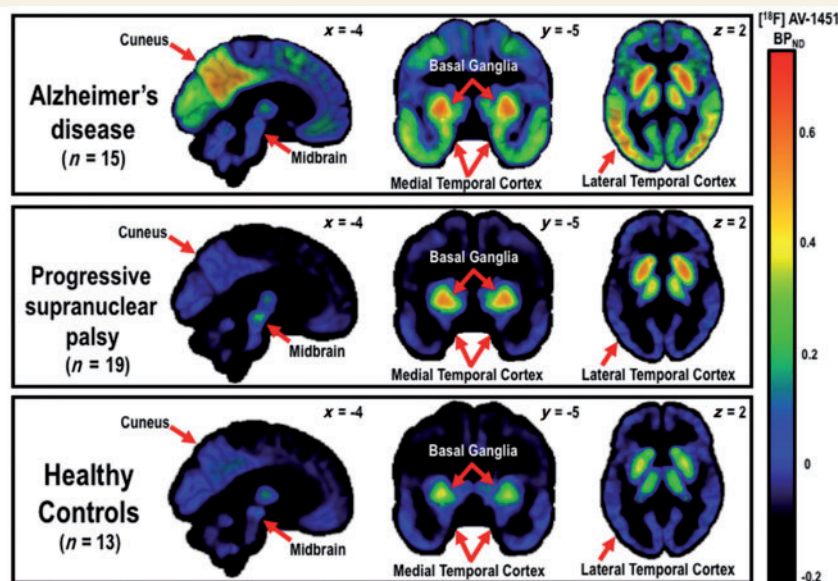 [¹⁸F] AV-1451
BP_ND
0.6
0.4
0.2
0
-0.2
Alzheimer's
disease
(n = 15)
Cuneus
x = -4
Midbrain
y = -5
Basal Ganglia
Medial Temporal Cortex
z = 2
Lateral Temporal Cortex
Progressive
supranuclear
palsy
(n = 19)
Cuneus
x = -4
Midbrain
y = -5
Basal Ganglia
Medial Temporal Cortex
z = 2
Lateral Temporal Cortex
Healthy
Controls
(n = 13)
Cuneus
x = -4
Midbrain
y = -5
Basal Ganglia
Medial Temporal Cortex
z = 2
Lateral Temporal Cortex